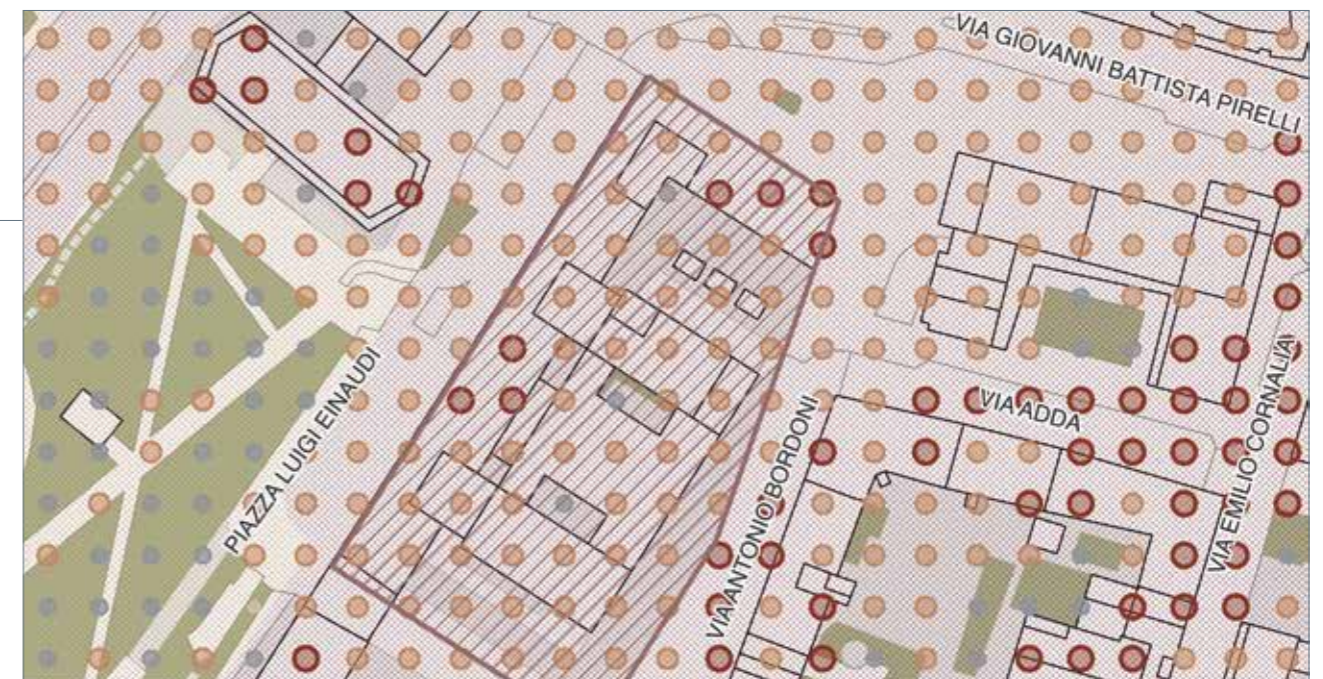 VIA GIOVANNI BATTISTA PIRELLI
PIAZZA LUIGI EINAUDI
VIA ANTONIO BORDONI
VIA ADDA
VIA EMILIO CORNALIA